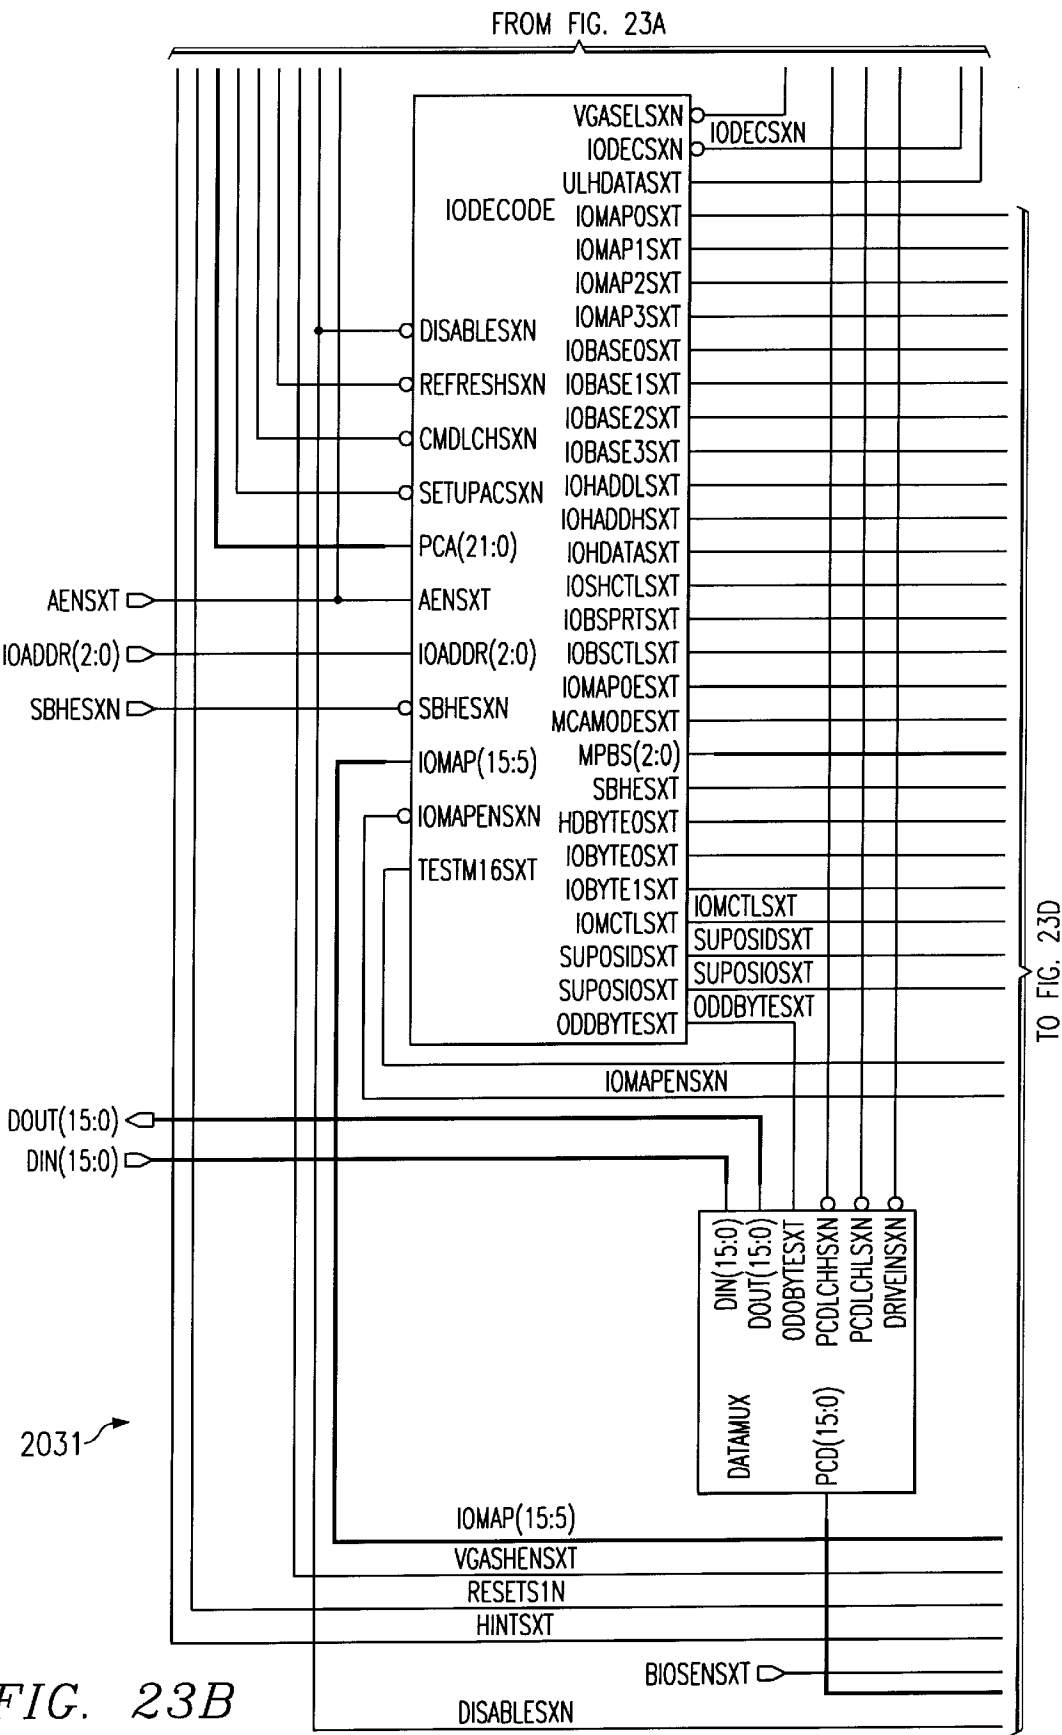 FROM FIG. 23A
VGASELSXN
IODECSXN
IODECSXN
ULHDATASXT
IODECODE
IOMAP0SXT
IOMAP1SXT
IOMAP2SXT
IOMAP3SXT
IOBASE0SXT
IOBASE1SXT
IOBASE2SXT
IOBASE3SXT
IOHADDLSXT
IOHADDHSXT
IOHDATASXT
IOSHCTLSXT
IOBSPRTSXT
IOBSCTLSXT
IOMAPOESXT
MCAMODESXT
MPBS(2:0)
SBHESXT
HDBYTEOSXT
IOBYTE0SXT
IOBYTE1SXT
IOMCTLSXT
SUPOSIDSXT
SUPOSIOSXT
ODDBYTESXT
DISABLESXN
REFRESHSXN
CMDLCHSXN
SETUPACSXN
PCA(21:0)
AENSXT
IOADDR(2:0)
SBHESXN
IOMAP(15:5)
IOMAPENSXN
TESTM16SXT
AENSXT
IOADDR(2:0)
SBHESXN
IOMCTLSXT
SUPOSIDSXT
SUPOSIOSXT
ODDBYTESXT
TO FIG. 23D
IOMAPENSXN
DOUT(15:0)
DIN(15:0)
DIN(15:0)
DOUT(15:0)
ODOBYTESXT
PCDLCHHSXN
PCDLCHLSXN
DRIVEINSXN
DATAMUX
PCD(15:0)
2031
IOMAP(15:5)
VGASHENSXT
RESETS1N
HINTSXT
BIOSENSXT
DISABLESXN
FIG. 23B